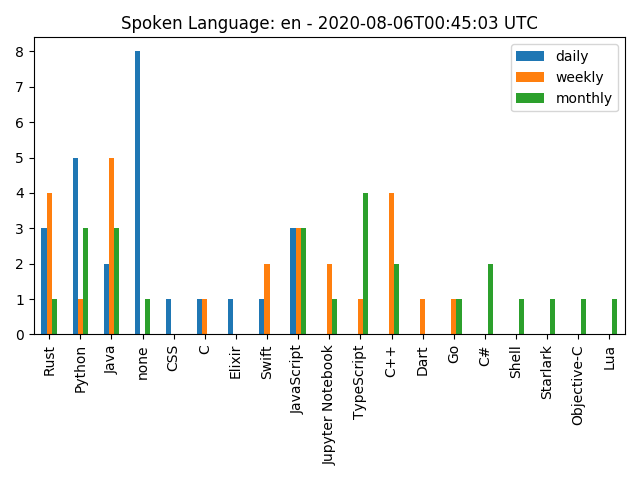 Spoken Language: en - 2020-08-06T00:45:03 UTC
daily
weekly
monthly
8
7
6
5
4
3
2
1
0
Rust
Python
Java
none
CSS
C
Elixir
Swift
JavaScript
Jupyter Notebook
TypeScript
C++
Dart
Go
C#
Shell
Starlark
Objective-C
Lua